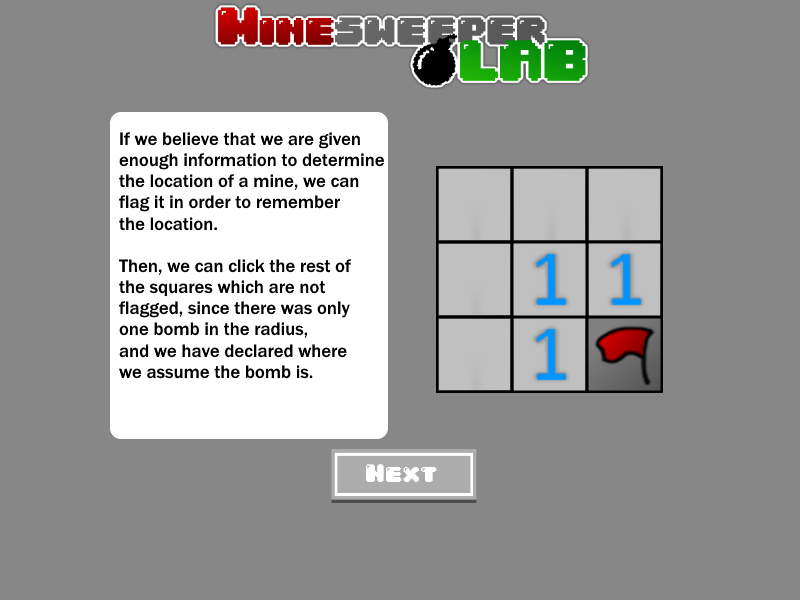 MINESWEEPER
LAB
If we believe that we are given
enough information to determine
the location of a mine, we can
flag it in order to remember
the location.
Then, we can click the rest of
the squares which are not
flagged, since there was only
one bomb in the radius,
and we have declared where
we assume the bomb is.
1 1
1
NEXT